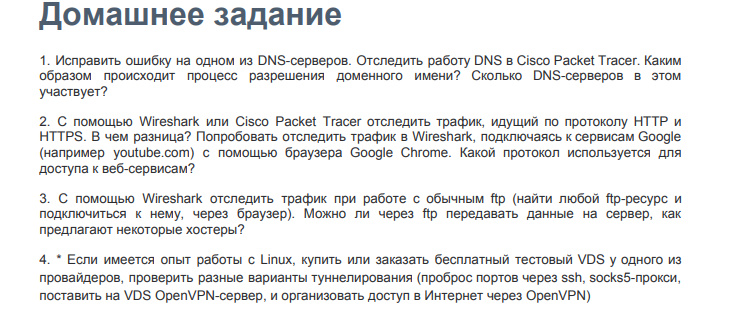 Домашнее задание
1. Исправить ошибку на одном из DNS-серверов. Отследить работу DNS в Cisco Packet Tracer. Каким
образом происходит процесс разрешения доменного имени? Сколько DNS-серверов в этом
участвует?
2. С помощью Wireshark или Cisco Packet Tracer отследить трафик, идущий по протоколу HTTP и
HTTPS. В чем разница? Попробовать отследить трафик в Wireshark, подключаясь к сервисам Google
(например youtube.com) с помощью браузера Google Chrome. Какой протокол используется для
доступа к веб-сервисам?
3. С помощью Wireshark отследить трафик при работе с обычным ftp (найти любой ftp-ресурс и
подключиться к нему, через браузер). Можно ли через ftp передавать данные на сервер, как
предлагают некоторые хостеры?
4. * Если имеется опыт работы с Linux, купить или заказать бесплатный тестовый VDS у одного из
провайдеров, проверить разные варианты туннелирования (проброс портов через ssh, socks5-прокси,
поставить на VDS OpenVPN-сервер, и организовать доступ в Интернет через OpenVPN)